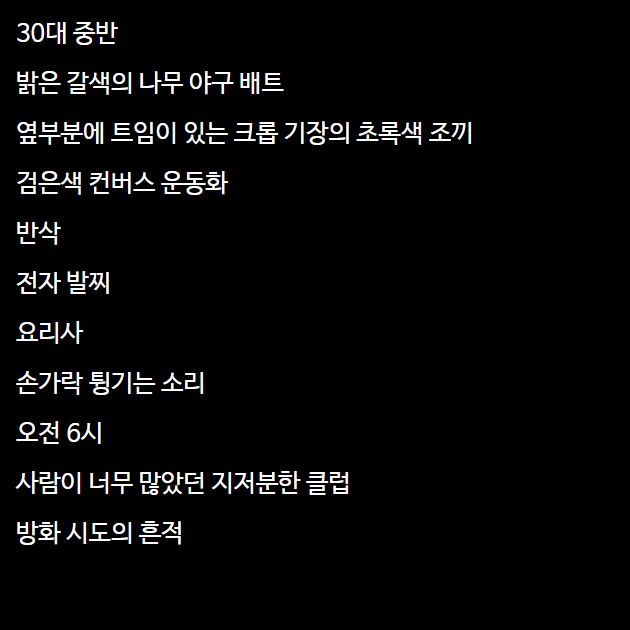 30대 중반
밝은 갈색의 나무 야구 배트
옆부분에 트임이 있는 크롭 기장의 초록색 조끼
검은색 컨버스 운동화
반삭
전자 발찌
요리사
손가락 튕기는 소리
오전 6시
사람이 너무 많았던 지저분한 클럽
방화 시도의 흔적